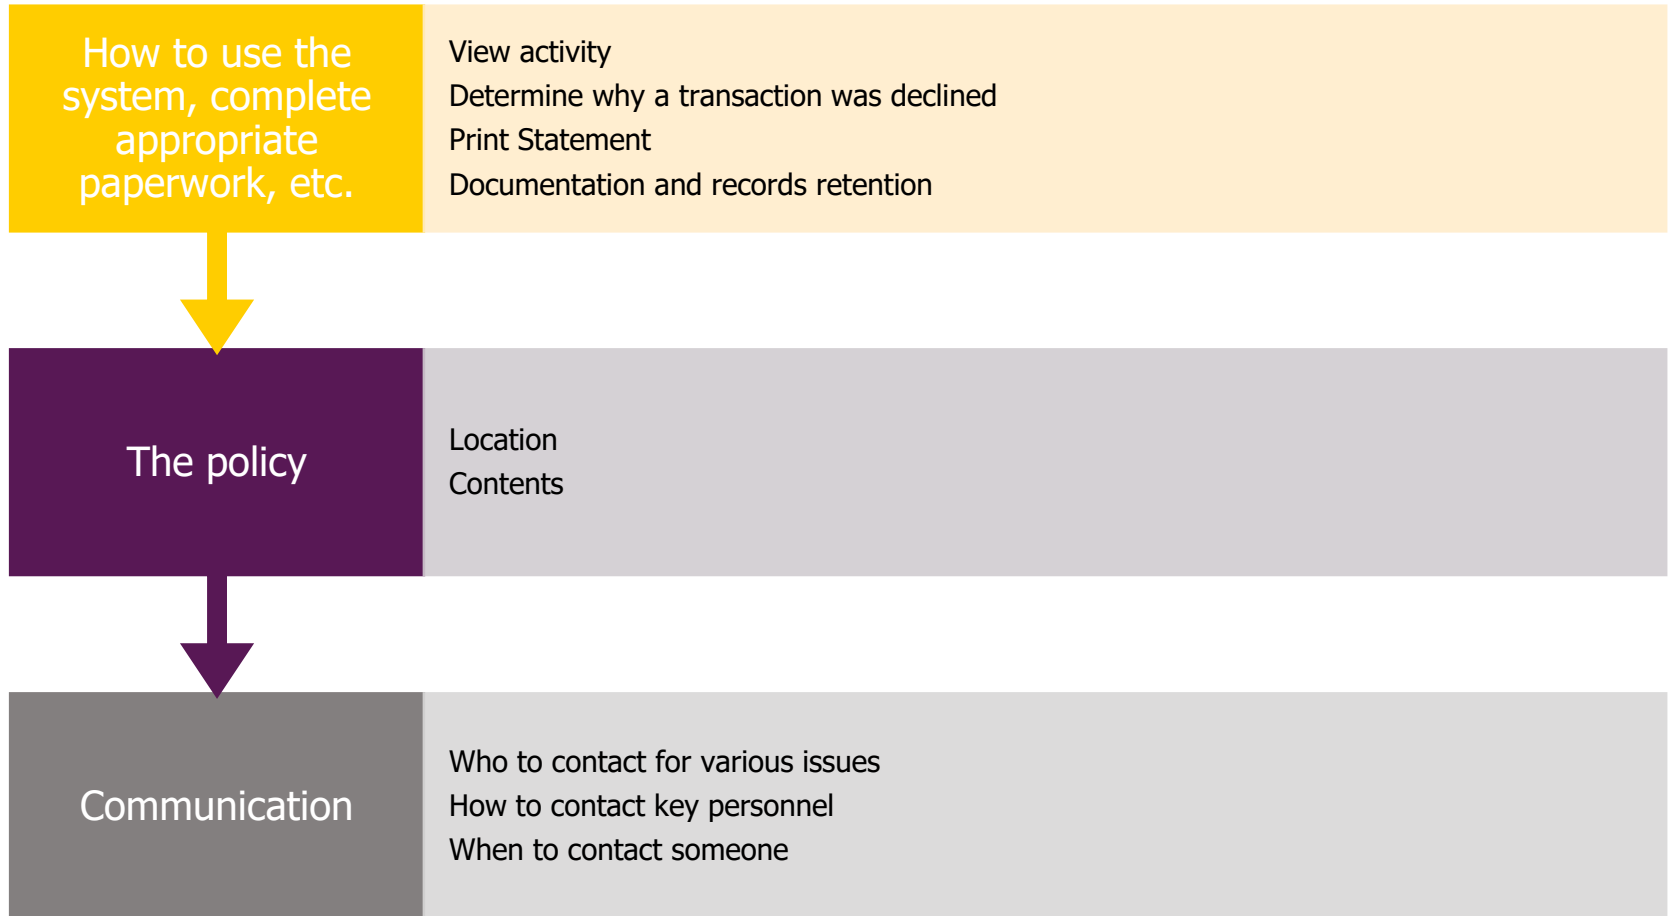 How to use the
system, complete
appropriate
paperwork, etc.
View activity
Determine why a transaction was declined
Print Statement
Documentation and records retention
The policy
Location
Contents
Communication
Who to contact for various issues
How to contact key personnel
When to contact someone